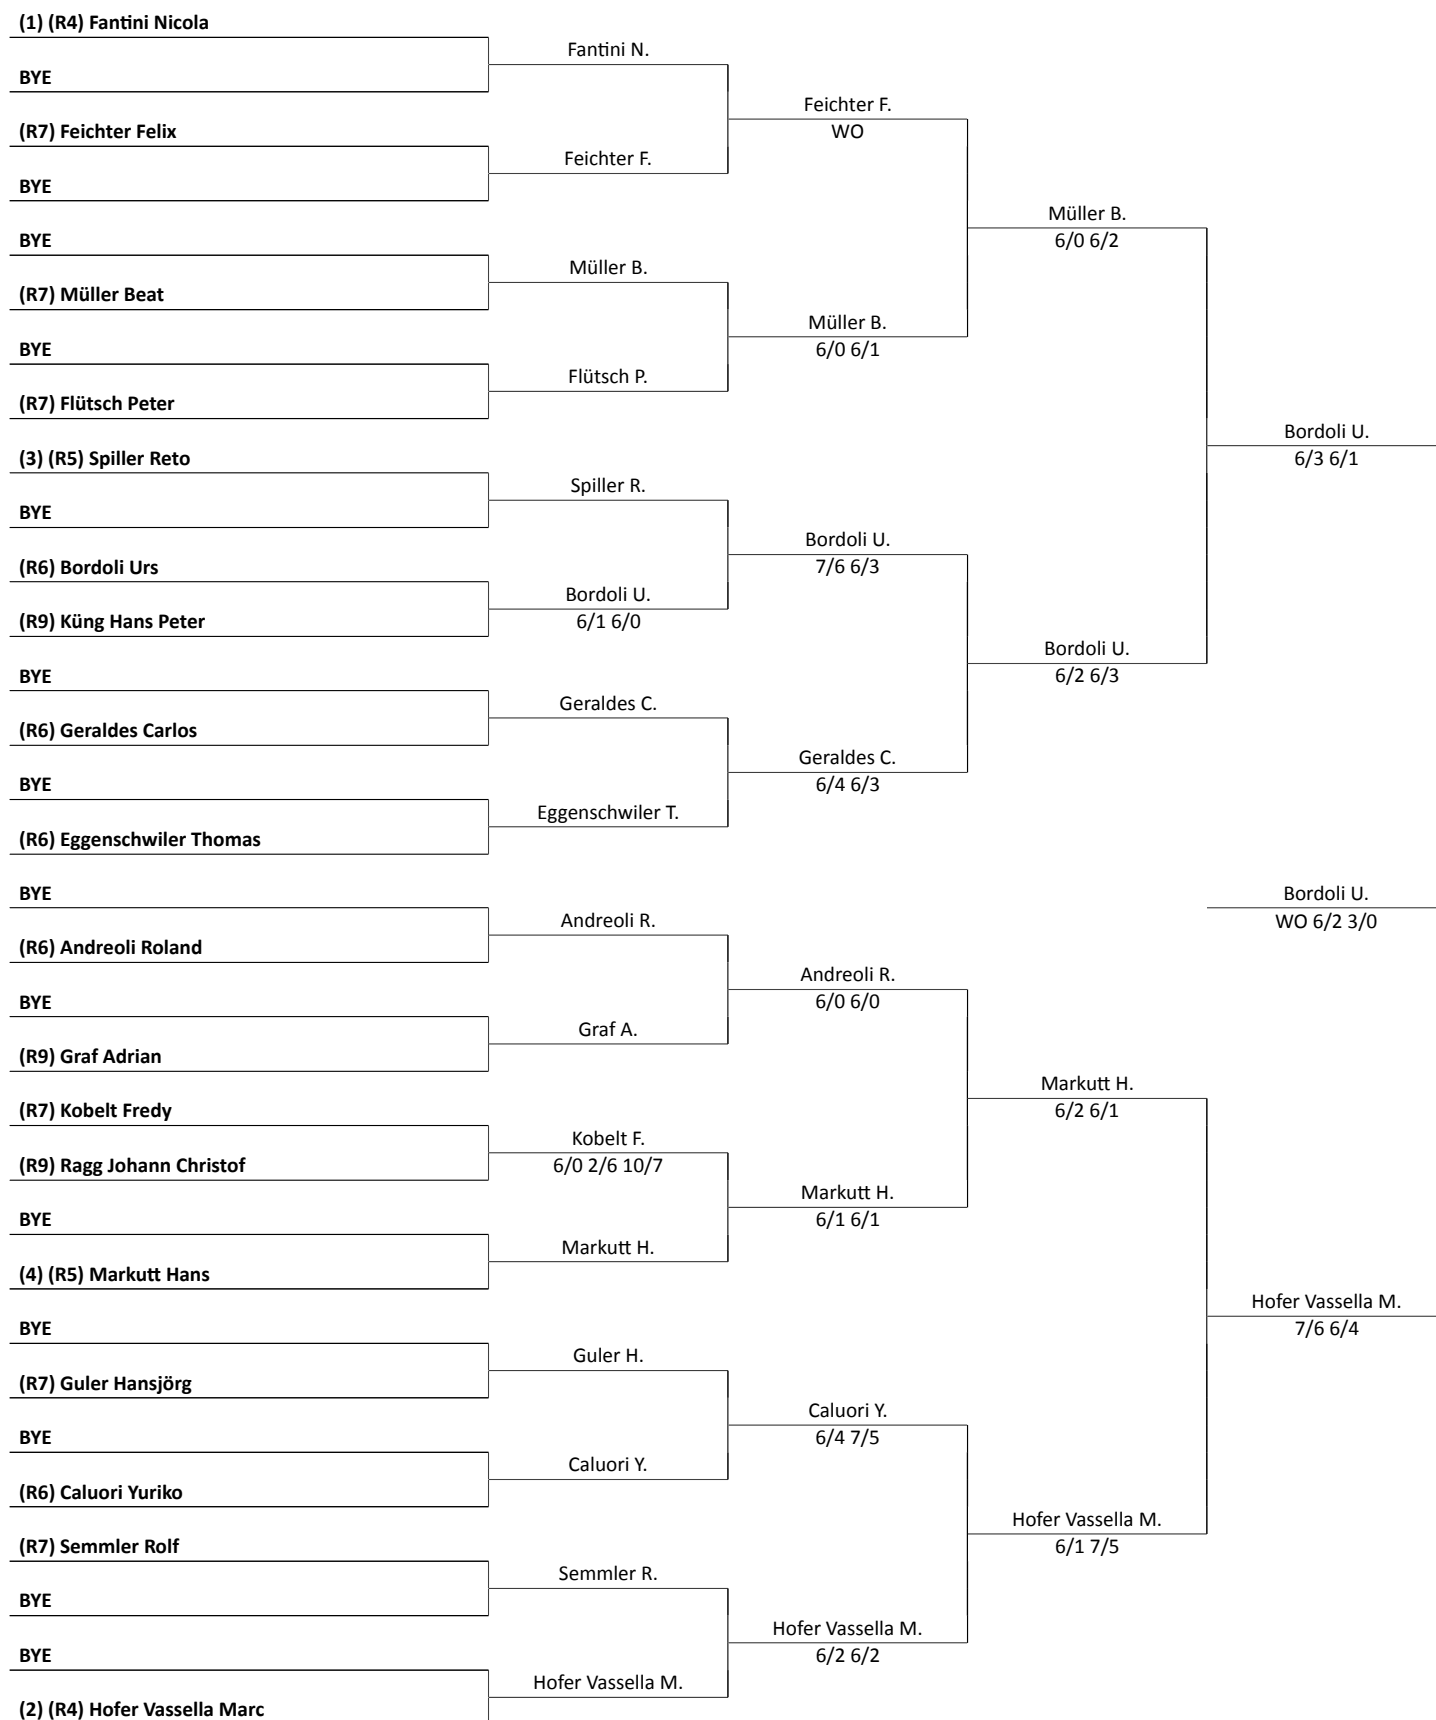 (1) (R4) Fantini Nicola
Fantini N.
BYE
Feichter F.
WO
(R7) Feichter Felix
Feichter F.
BYE
Müller B.
6/0 6/2
BYE
Müller B.
(R7) Müller Beat
Müller B.
6/0 6/1
BYE
Flütsch P.
(R7) Flütsch Peter
Bordoli U.
6/3 6/1
(3) (R5) Spiller Reto
Spiller R.
BYE
Bordoli U.
7/6 6/3
(R6) Bordoli Urs
Bordoli U.
6/1 6/0
(R9) Küng Hans Peter
Bordoli U.
6/2 6/3
BYE
Geraldes C.
(R6) Geraldes Carlos
Geraldes C.
6/4 6/3
BYE
Eggenschwiler T.
(R6) Eggenschwiler Thomas
BYE
Bordoli U.
WO 6/2 3/0
Andreoli R.
(R6) Andreoli Roland
Andreoli R.
6/0 6/0
BYE
Graf A.
(R9) Graf Adrian
Markutt H.
6/2 6/1
(R7) Kobelt Fredy
Kobelt F.
6/0 2/6 10/7
(R9) Ragg Johann Christof
Markutt H.
6/1 6/1
BYE
Markutt H.
(4) (R5) Markutt Hans
Hofer Vassella M.
7/6 6/4
BYE
Guler H.
(R7) Guler Hansjörg
Caluori Y.
6/4 7/5
BYE
Caluori Y.
(R6) Caluori Yuriko
Hofer Vassella M.
6/1 7/5
(R7) Semmler Rolf
Semmler R.
BYE
Hofer Vassella M.
6/2 6/2
BYE
Hofer Vassella M.
(2) (R4) Hofer Vassella Marc